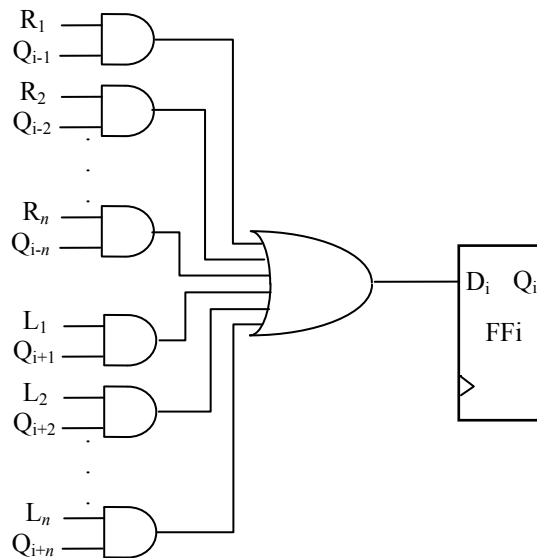 R₁
Qᵢ₋₁
R₂
Qᵢ₋₂
Rₙ
Qᵢ₋ₙ
L₁
Qᵢ₊₁
L₂
Qᵢ₊₂
Lₙ
Qᵢ₊ₙ
Dᵢ Qᵢ
FFi